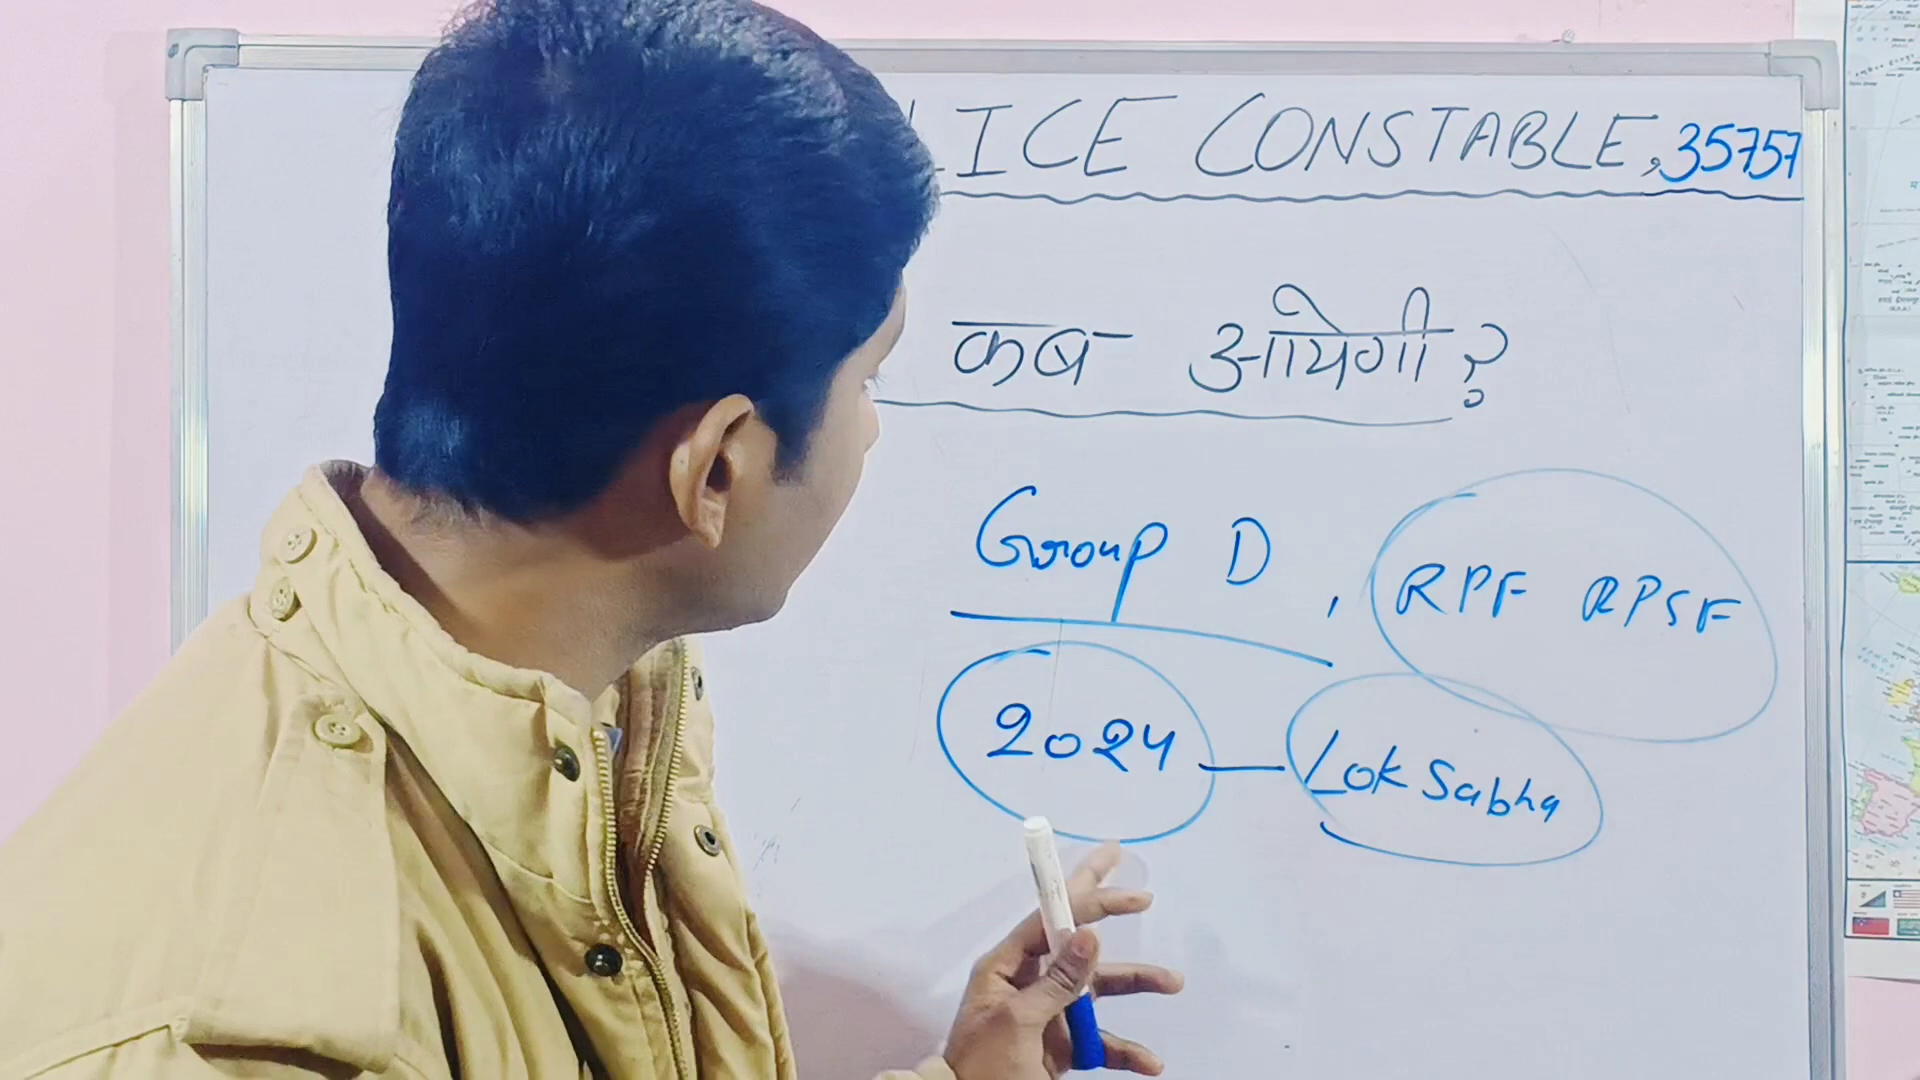 LICE CONSTABLE, 35757
कब आयेगी ?
Group D , RPF RPSF
2024 — Lok Sabha